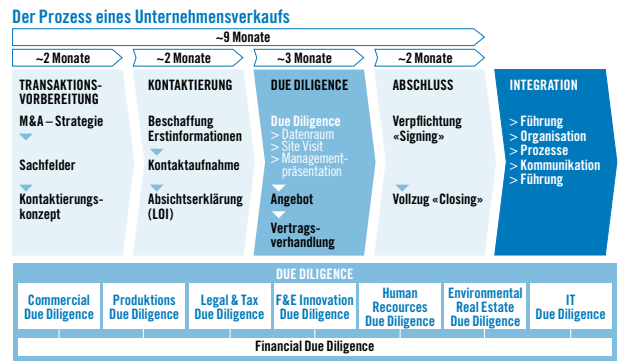 Der Prozess eines Unternehmensverkaufs
~9 Monate
~2 Monate
~2 Monate
~3 Monate
~2 Monate
TRANSAKTIONS-
VORBEREITUNG
M&A – Strategie
Sachfelder
Kontaktierungs-
konzept
KONTAKTIERUNG
Beschaffung
Erstinformationen
Kontaktaufnahme
Absichtserklärung
(LOI)
DUE DILIGENCE
Due Diligence
> Datenraum
> Site Visit
> Management-
präsentation
Angebot
Vertrags-
verhandlung
ABSCHLUSS
Verpflichtung
«Signing»
Vollzug «Closing»
INTEGRATION
> Führung
> Organisation
> Prozesse
> Kommunikation
> Führung
DUE DILIGENCE
Commercial
Due Diligence
Produktions
Due Diligence
Legal & Tax
Due Diligence
F&E Innovation
Due Diligence
Human
Recources
Due Diligence
Environmental
Real Estate
Due Diligence
IT
Due Diligence
Financial Due Diligence